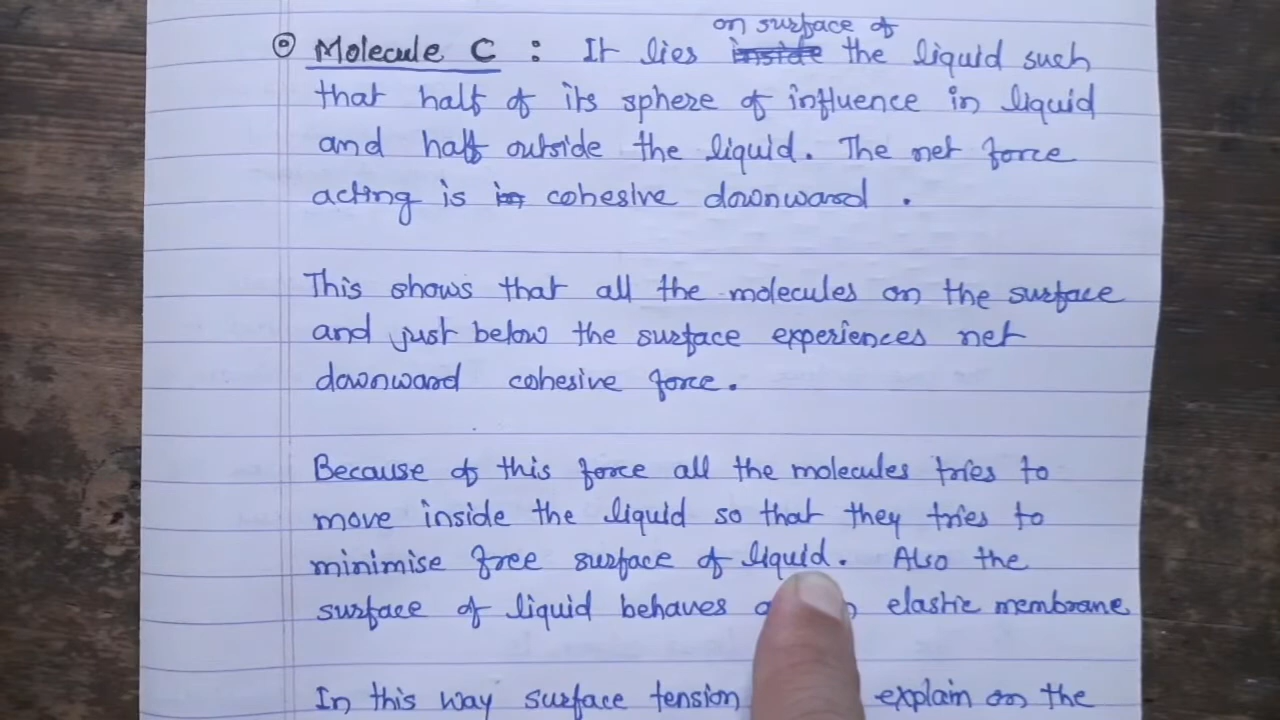 on surface of
Molecule C : It lies inside the liquid such
that half of its sphere of influence in liquid
and half outside the liquid. The net force
acting is in cohesive downward .
This shows that all the molecules on the surface
and just below the surface experiences net
downward cohesive force.
Because of this force all the molecules tries to
move inside the liquid so that they tries to
minimise free surface of liquid. Also the
surface of liquid behaves elastic membrane
In this way surface tension explain on the